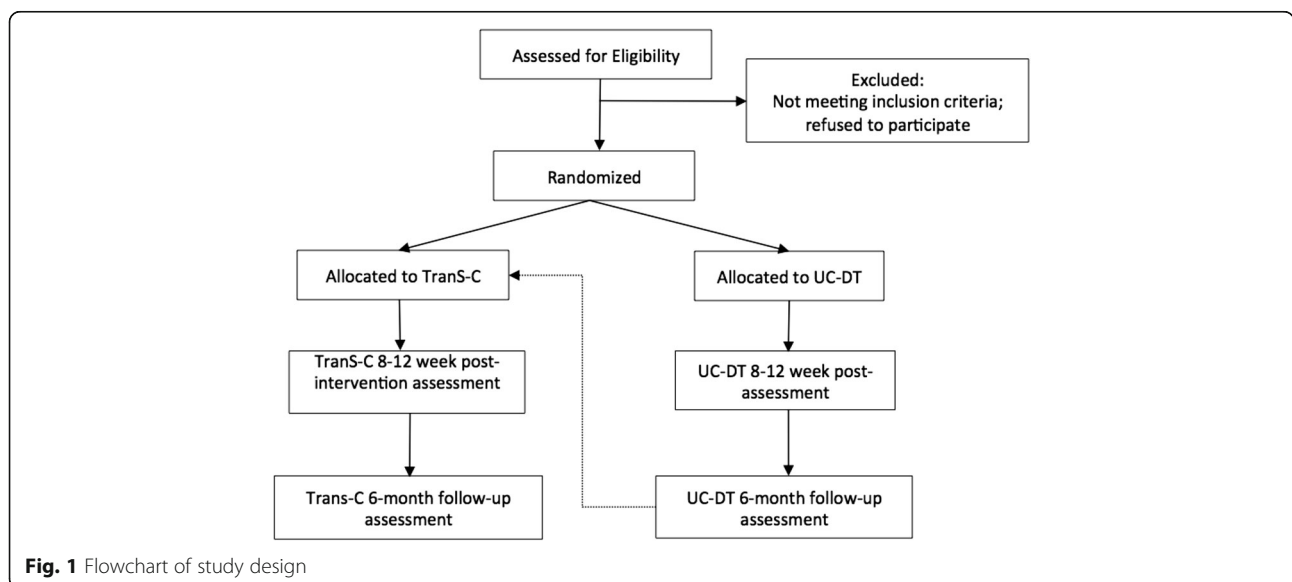 Assessed for Eligibility
Excluded:
Not meeting inclusion criteria;
refused to participate
Randomized
Allocated to TranS-C
Allocated to UC-DT
TranS-C 8-12 week post-
intervention assessment
UC-DT 8-12 week post-
assessment
Trans-C 6-month follow-up
assessment
UC-DT 6-month follow-up
assessment
Fig. 1 Flowchart of study design